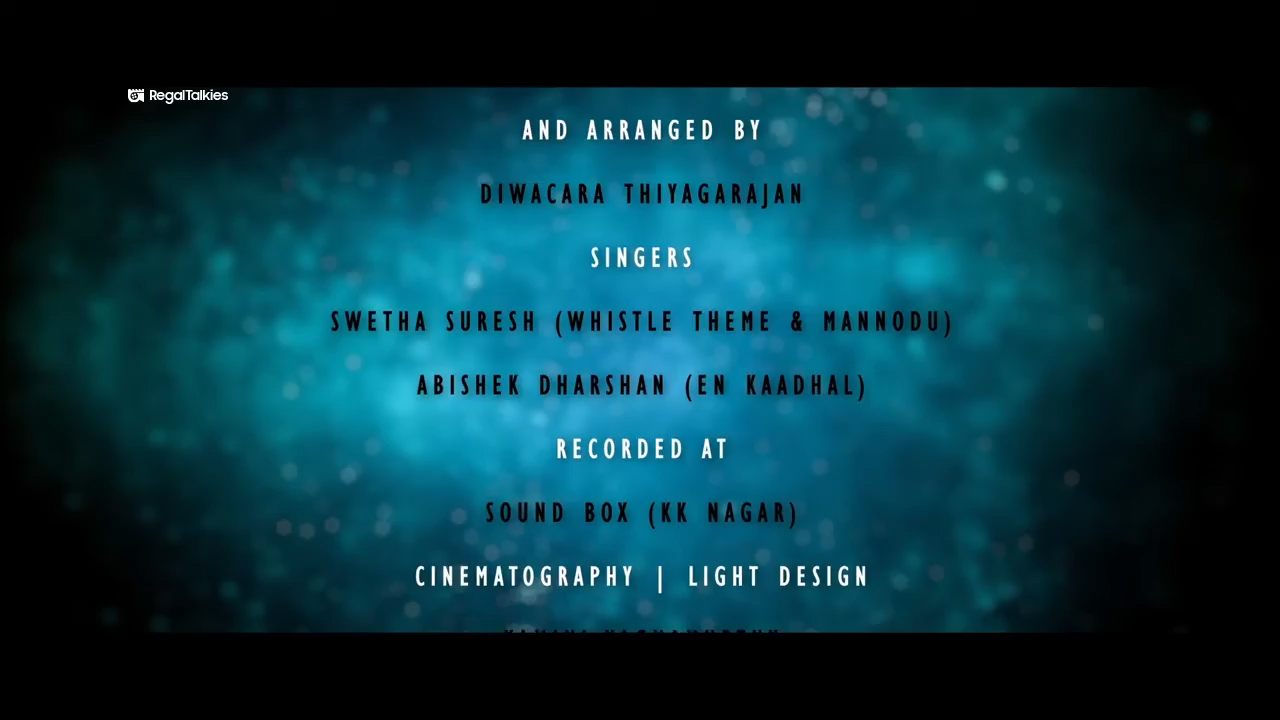 RegalTalkies
AND ARRANGED BY
DIWACARA THIYAGARAJAN
SINGERS
SWETHA SURESH (WHISTLE THEME & MANNODU)
ABISHEK DHARSHAN (EN KAADHAL)
RECORDED AT
SOUND BOX (KK NAGAR)
CINEMATOGRAPHY | LIGHT DESIGN